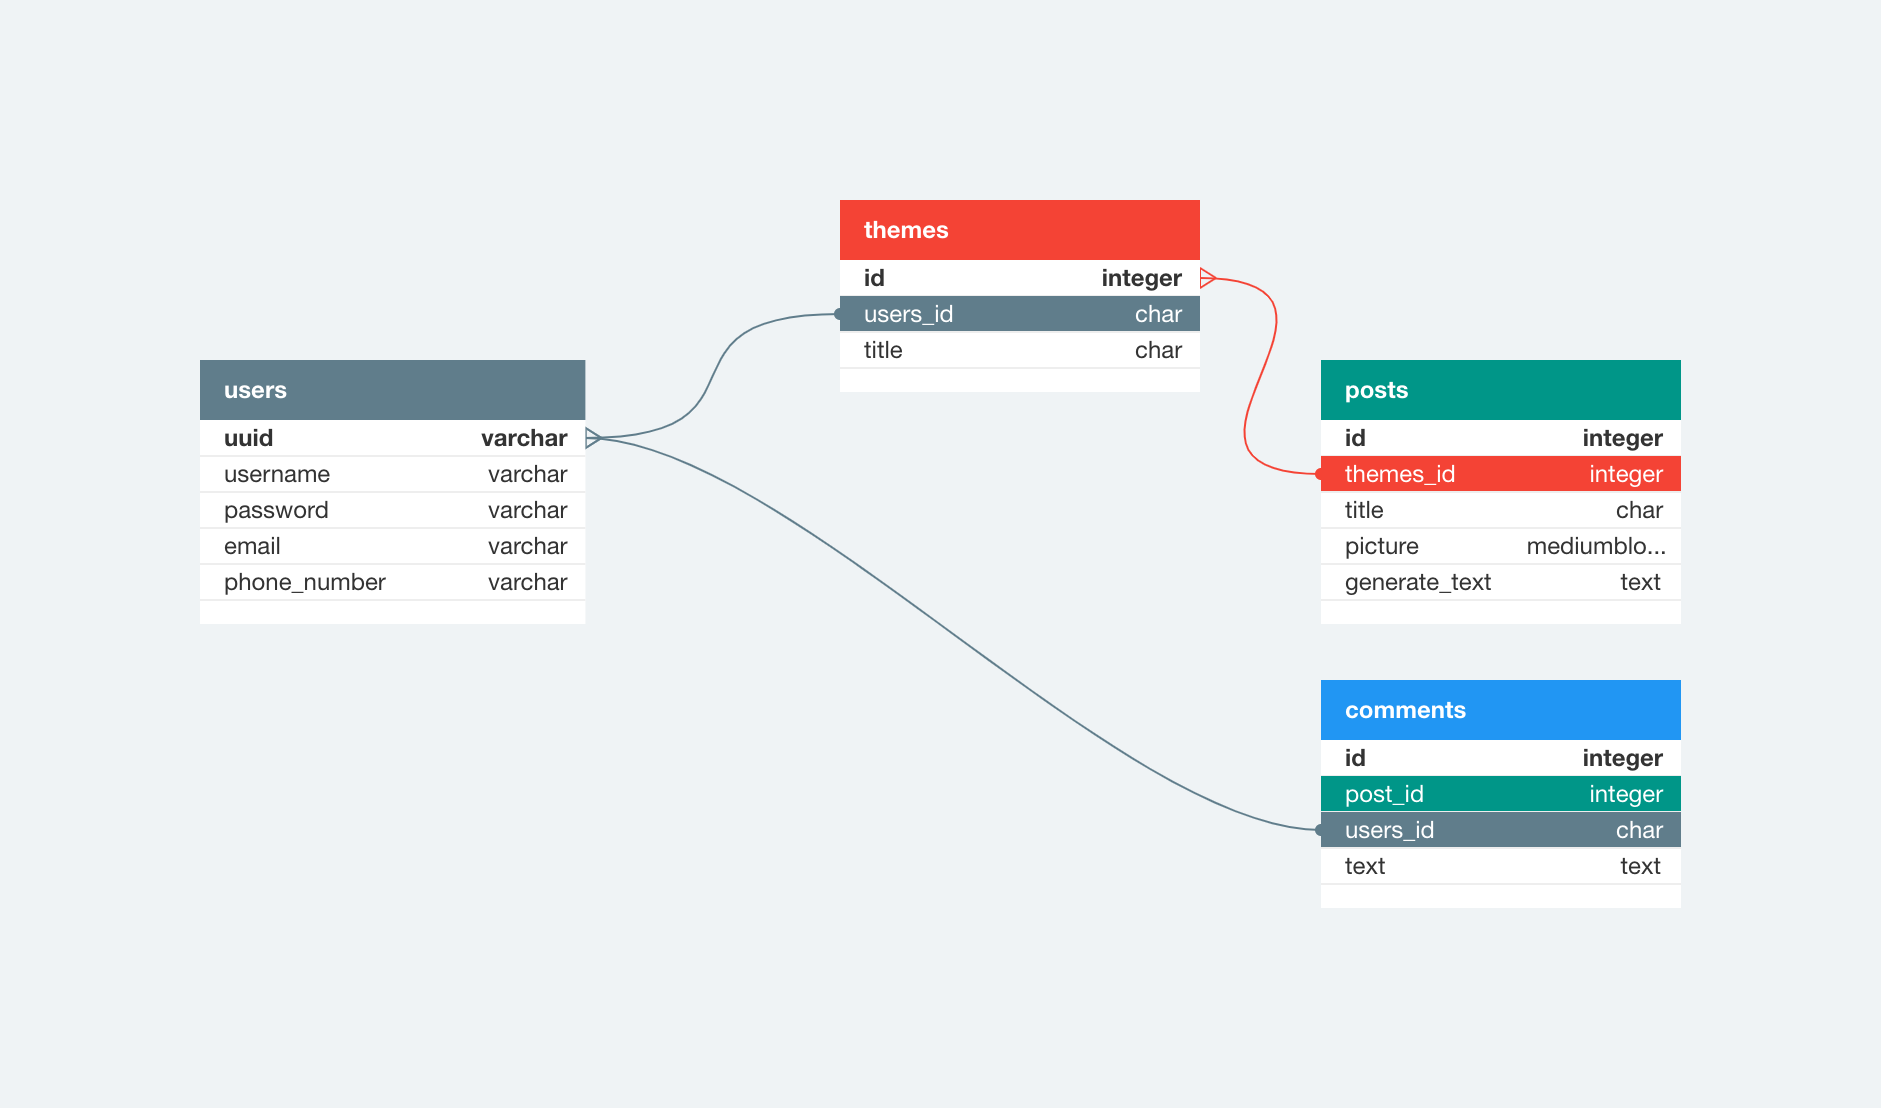 themes
id integer
users_id char
title char
users
uuid varchar
username varchar
password varchar
email varchar
phone_number varchar
posts
id integer
themes_id integer
title char
picture mediumblo...
generate_text text
comments
id integer
post_id integer
users_id char
text text